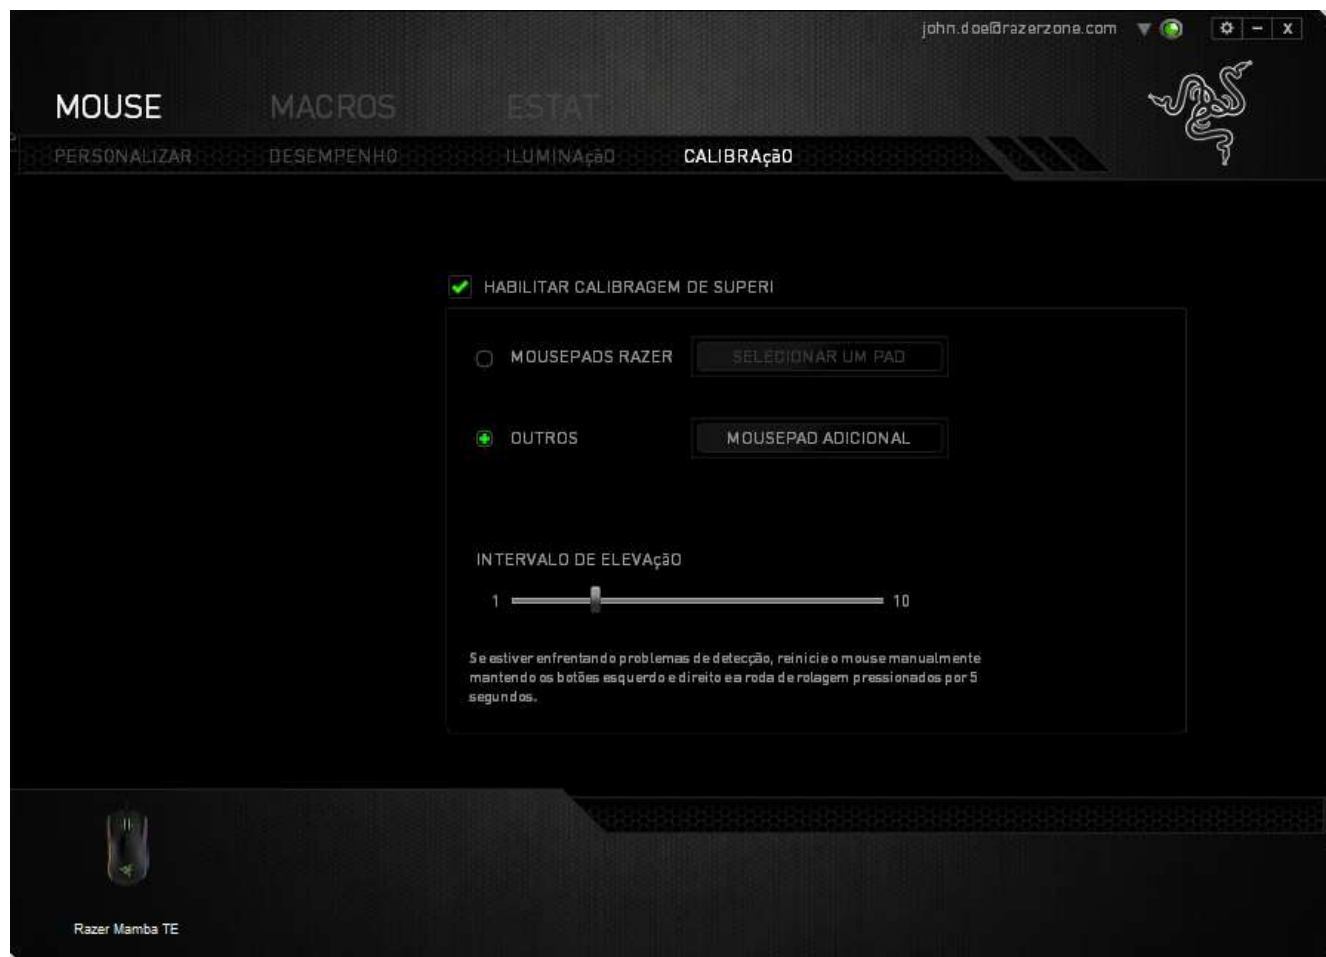 john.doe@razerzone.com
MOUSE MACROS ESTAT
PERSONALIZAR DESEMPENHO ILUMINAção CALIBRAção
HABILITAR CALIBRAGEM DE SUPERI
MOUSEPADS RAZER SELECIONAR UM PAD
OUTROS MOUSEPAD ADICIONAL
INTERVALO DE ELEVAção
1 10
Se estiver enfrentando problemas de detecção, reinicie o mouse manualmente
mantendo os botões esquerdo e direito e a roda de rolagem pressionados por 5
segundos.
Razer Mamba TE